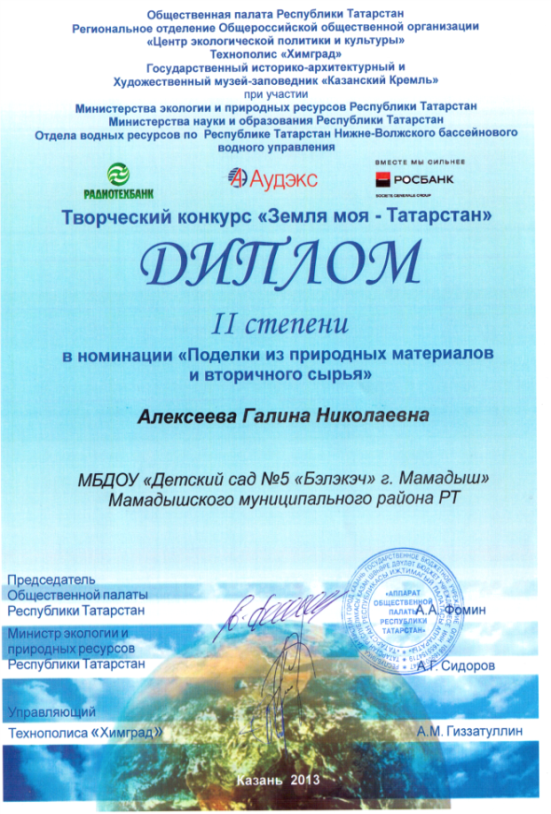 Общественная палата Республики Татарстан
Региональное отделение Общероссийской общественной организации
«Центр экологической политики и культуры»
Технополис «Химград»
Государственный историко-архитектурный и
Художественный музей-заповедник «Казанский Кремль»
при участии
Министерства экологии и природных ресурсов Республики Татарстан
Министерства науки и образования Республики Татарстан
Отдела водных ресурсов по Республике Татарстан Нижне-Волжского бассейнового
водного управления
РАДИОТЕХБАНК
Аудэкс
ВМЕСТЕ МЫ СИЛЬНЕЕ
РОСБАНК
SOCIETE GENERALE GROUP
Творческий конкурс «Земля моя - Татарстан»
ДИПЛОМ
II степени
в номинации «Поделки из природных материалов
и вторичного сырья»
Алексеева Галина Николаевна
МБДОУ «Детский сад №5 «Бэлэкэч» г. Мамадыш»
Мамадышского муниципального района РТ
Председатель
Общественной палаты
Республики Татарстан
А.А. Фомин
«АППАРАТ
ОБЩЕСТВЕННОЙ
ПАЛАТЫ
РЕСПУБЛИКИ
ТАТАРСТАН»
Министр экологии и
природных ресурсов
Республики Татарстан
А.Г. Сидоров
Управляющий
Технополиса «Химград»
А.М. Гиззатуллин
Казань 2013